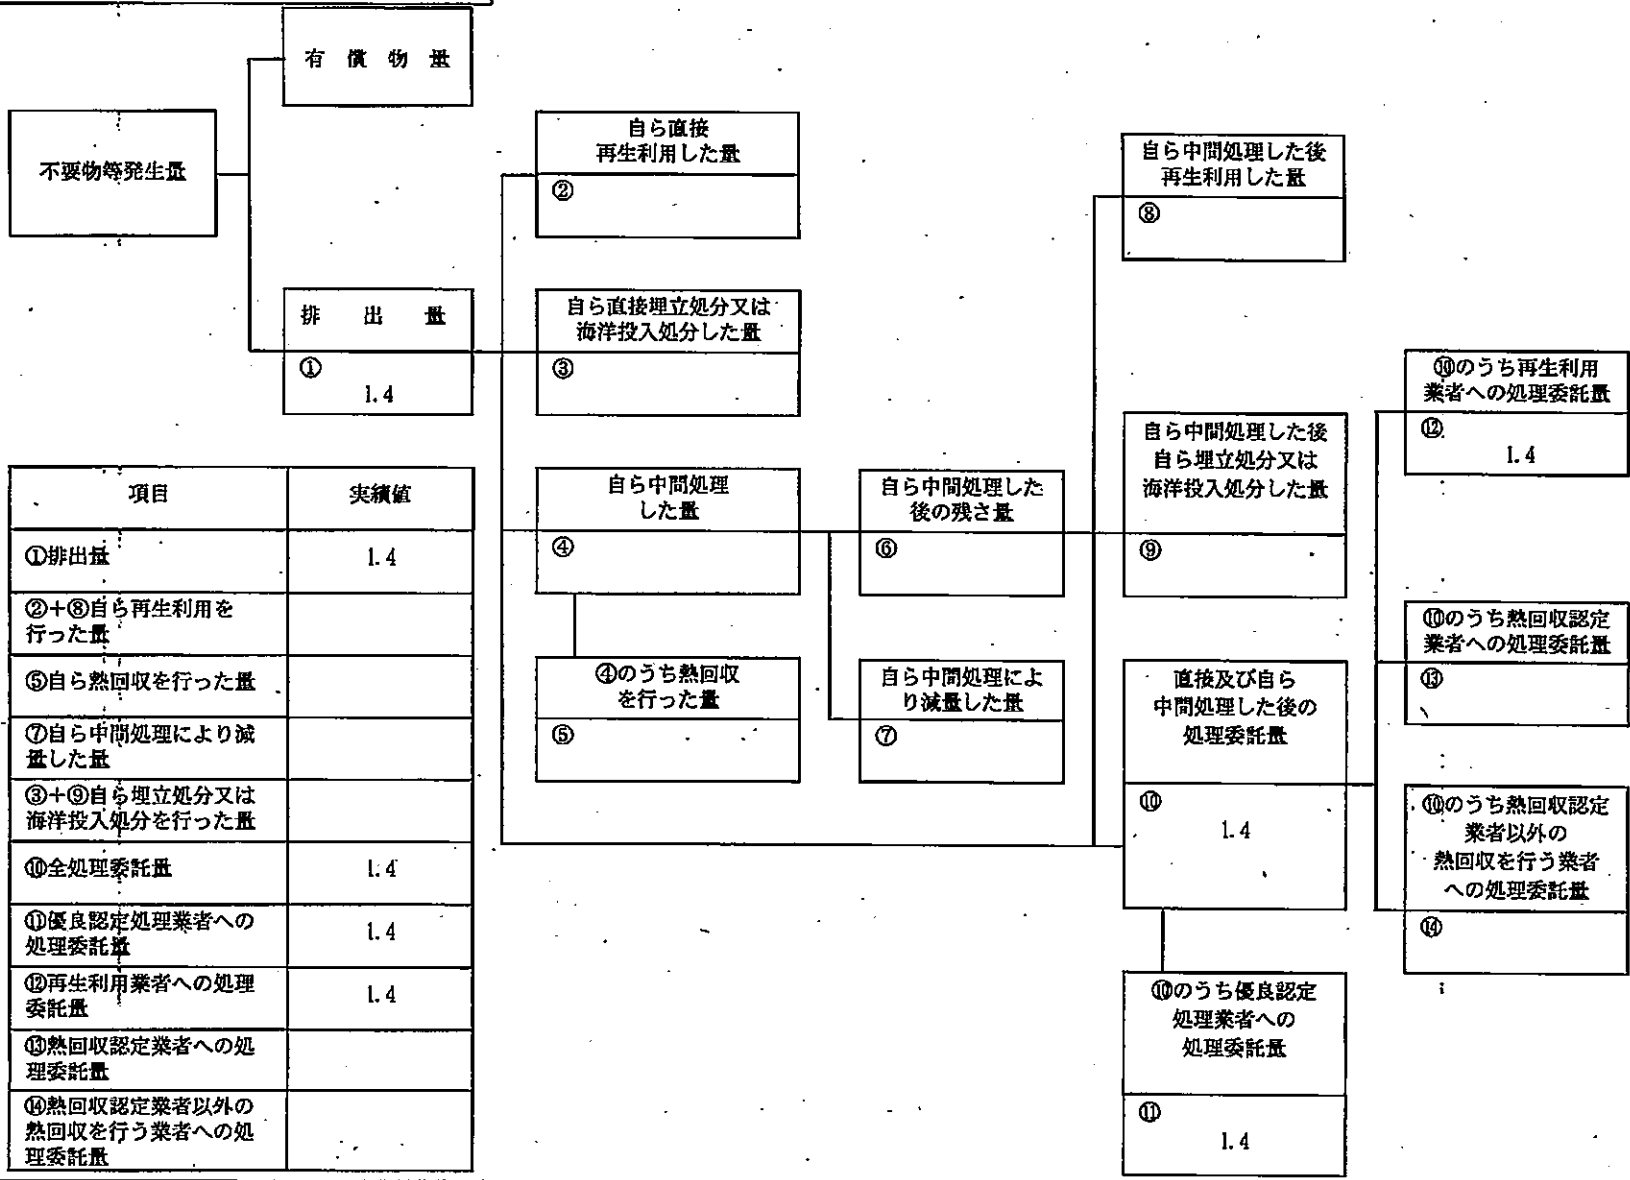 有償物量
不要物等発生量
排出量
①
1.4
自ら直接
再生利用した量
②
自ら直接埋立処分又は
海洋投入処分した量
③
自ら中間処理
した量
④
④のうち熱回収
を行った量
⑤
自ら中間処理した
後の残さ量
⑥
自ら中間処理によ
り減量した量
⑦
自ら中間処理した後
再生利用した量
⑧
自ら中間処理した後
自ら埋立処分又は
海洋投入処分した量
⑨
直接及び自ら
中間処理した後の
処理委託量
⑩
1.4
⑩のうち優良認定
処理業者への
処理委託量
⑪
1.4
⑩のうち再生利用
業者への処理委託量
⑫
1.4
⑩のうち熱回収認定
業者への処理委託量
⑬
⑩のうち熱回収認定
業者以外の
熱回収を行う業者
への処理委託量
⑭
項目 実績値
①排出量 1.4
②+⑧自ら再生利用を
行った量
⑤自ら熱回収を行った量
⑦自ら中間処理により減
量した量
③+⑨自ら埋立処分又は
海洋投入処分を行った量
⑩全処理委託量 1.4
⑪優良認定処理業者への
処理委託量 1.4
⑫再生利用業者への処理
委託量 1.4
⑬熱回収認定業者への処
理委託量
⑭熱回収認定業者以外の
熱回収を行う業者への処
理委託量